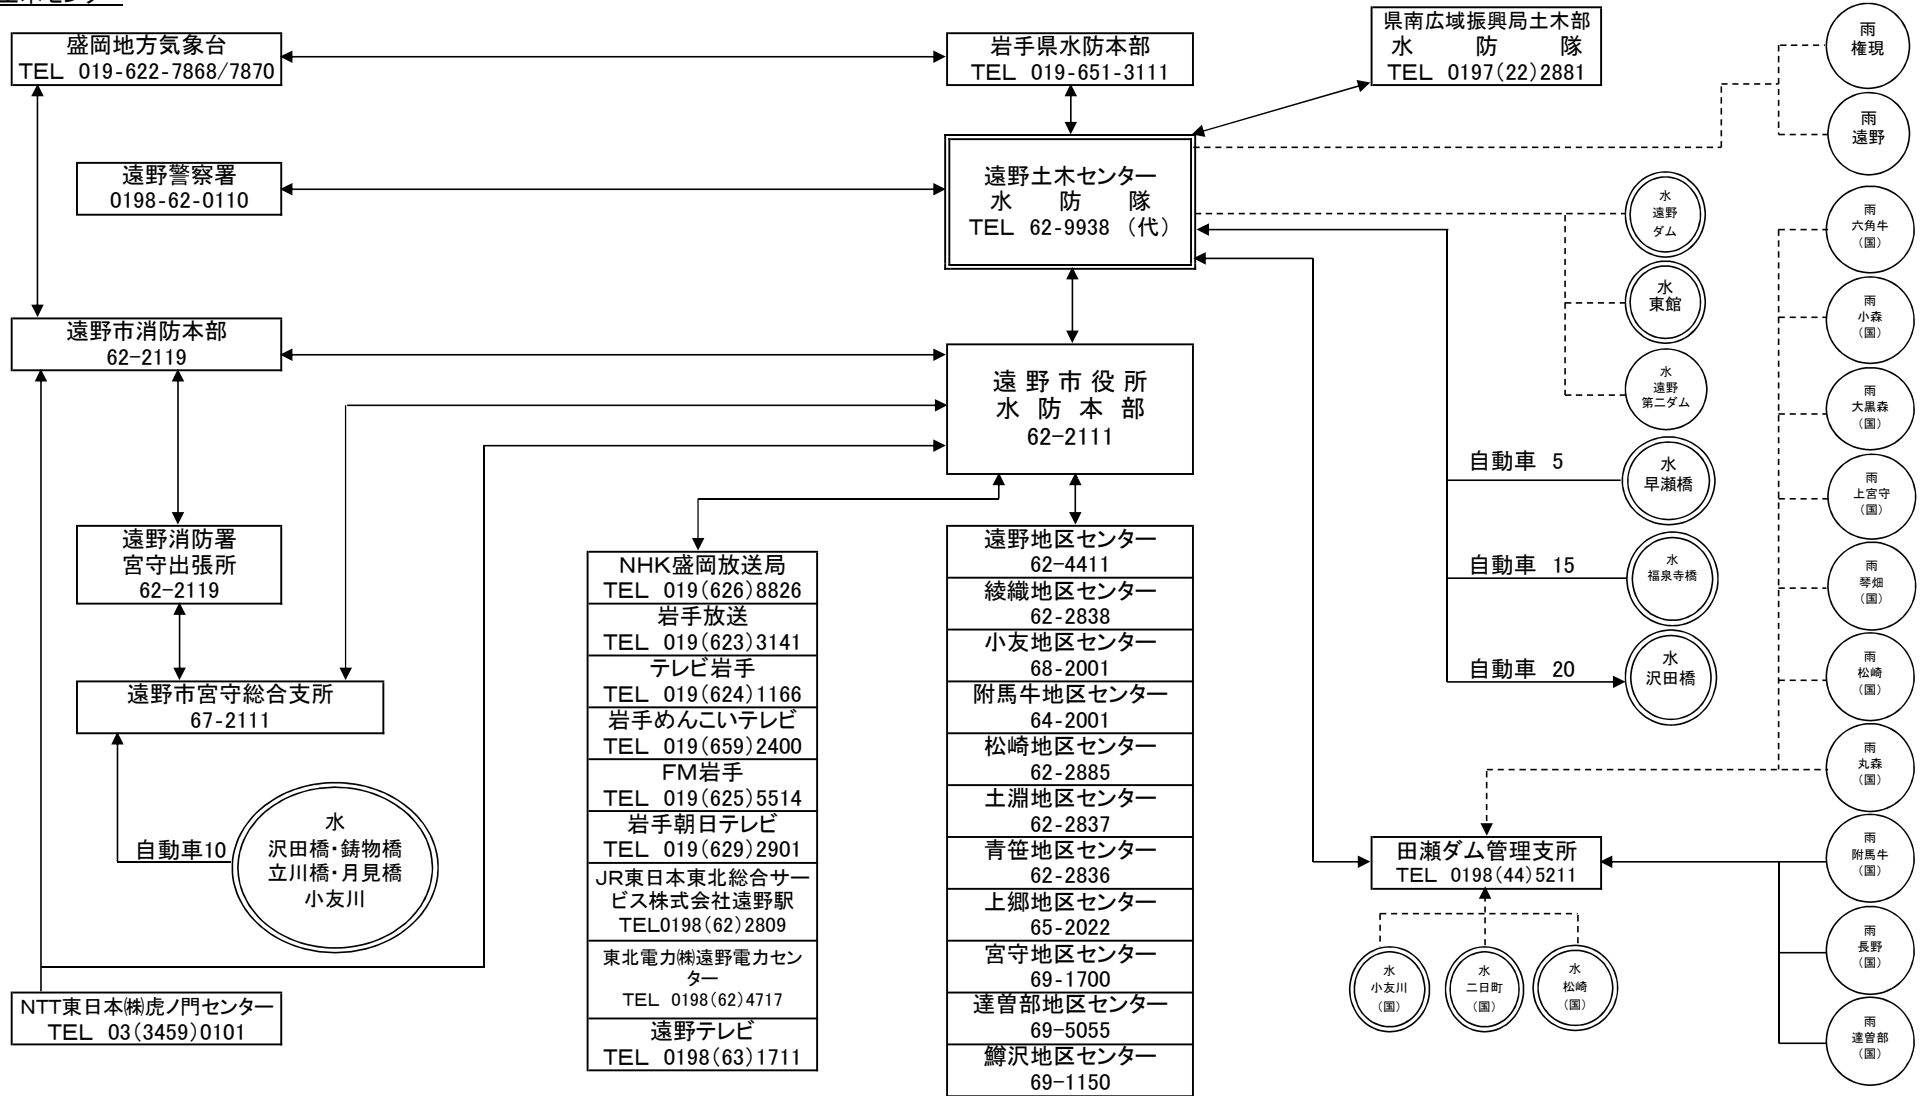 盛岡地方気象台
TEL 019-622-7868/7870
岩手県水防本部
TEL 019-651-3111
県南広域振興局土木部
水 防 隊
TEL 0197(22)2881
遠野警察署
0198-62-0110
遠野土木センター
水 防 隊
TEL 62-9938 (代)
遠野市消防本部
62-2119
遠野市役所
水防本部
62-2111
遠野消防署
宮守出張所
62-2119
遠野市宮守総合支所
67-2111
自動車10
水
沢田橋・鋳物橋
立川橋・月見橋
小友川
NTT東日本㈱虎ノ門センター
TEL 03(3459)0101
NHK盛岡放送局
TEL 019(626)8826
岩手放送
TEL 019(623)3141
テレビ岩手
TEL 019(624)1166
岩手めんこいテレビ
TEL 019(659)2400
FM岩手
TEL 019(625)5514
岩手朝日テレビ
TEL 019(629)2901
JR東日本東北総合サー
ビス株式会社遠野駅
TEL0198(62)2809
東北電力㈱遠野電力セン
ター
TEL 0198(62)4717
遠野テレビ
TEL 0198(63)1711
遠野地区センター
62-4411
綾織地区センター
62-2838
小友地区センター
68-2001
附馬牛地区センター
64-2001
松崎地区センター
62-2885
土淵地区センター
62-2837
青笹地区センター
62-2836
上郷地区センター
65-2022
宮守地区センター
69-1700
達曽部地区センター
69-5055
鱒沢地区センター
69-1150
水
遠野
ダム
水
東館
水
遠野
第二ダム
自動車 5
水
早瀬橋
自動車 15
水
福泉寺橋
自動車 20
水
沢田橋
田瀬ダム管理支所
TEL 0198(44)5211
水
小友川
(国)
水
二日町
(国)
水
松崎
(国)
雨
権現
雨
遠野
雨
六角牛
(国)
雨
小森
(国)
雨
大黒森
(国)
雨
上宮守
(国)
雨
琴畑
(国)
雨
松崎
(国)
雨
丸森
(国)
雨
附馬牛
(国)
雨
長野
(国)
雨
達曽部
(国)